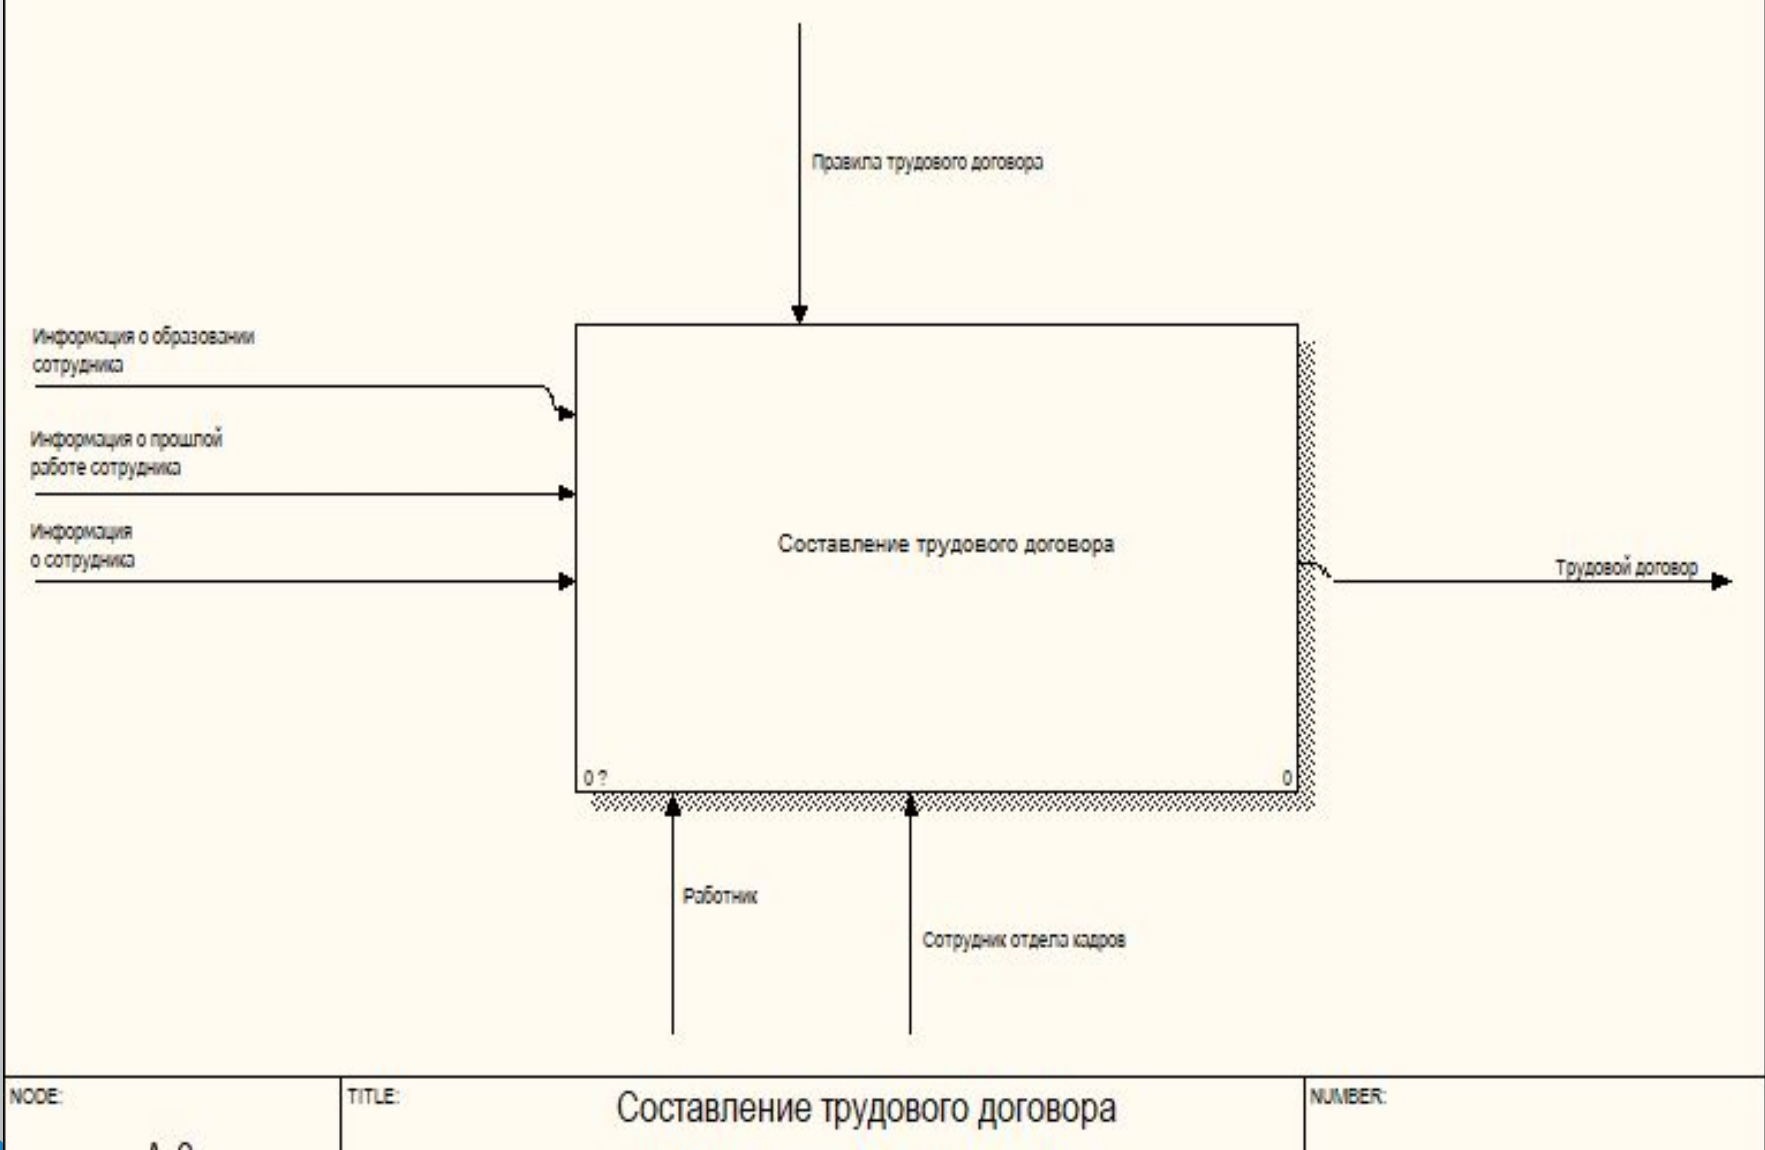 Правила трудового договора
Информация о образовании
сотрудника
Информация о прошлой
работе сотрудника
Информация
о сотрудника
Составление трудового договора
Трудовой договор
0 ?
0
Работник
Сотрудник отдела кадров
NODE:
TITLE:
Составление трудового договора
NUMBER: